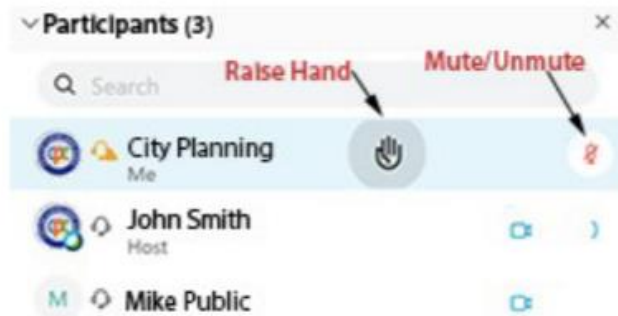 Participants (3)
Search
Raise Hand
Mute/Unmute
City Planning
Me
John Smith
Host
M
Mike Public